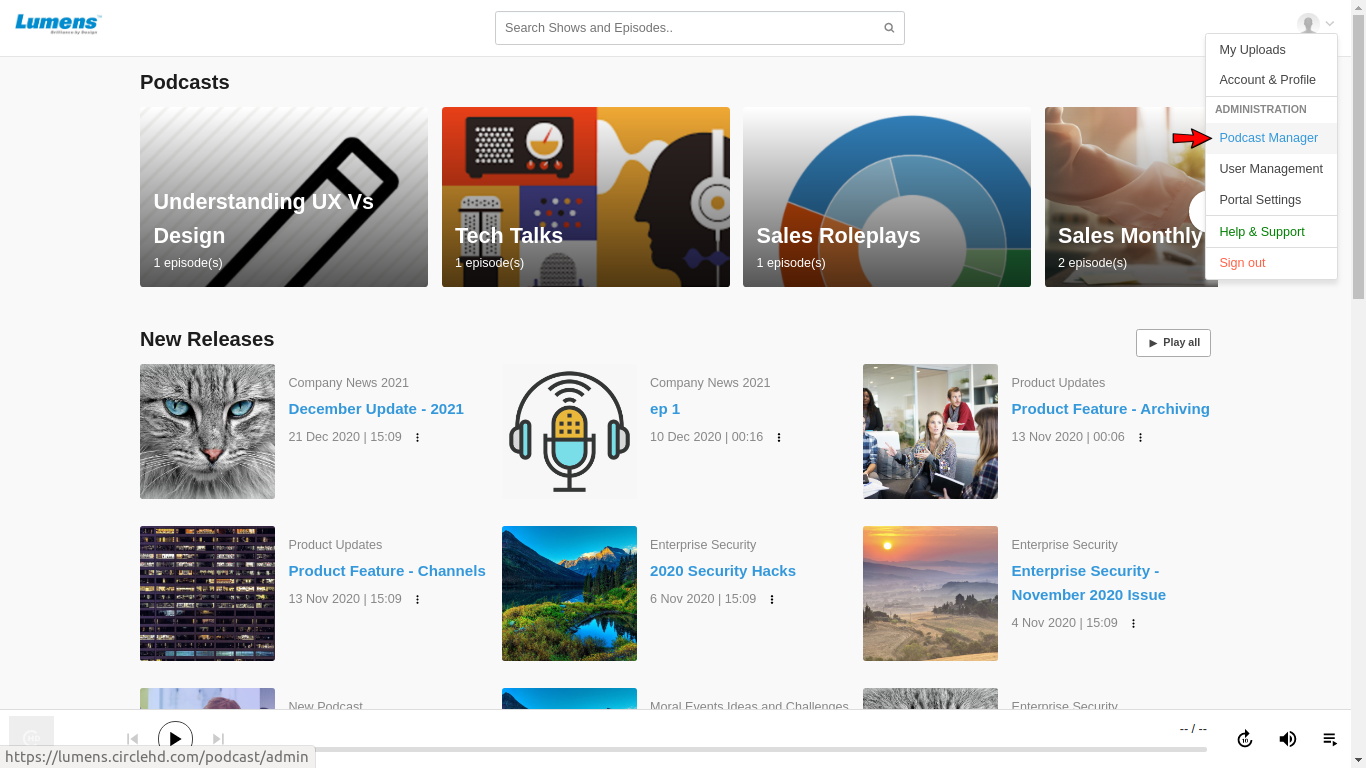 Lumens
Brilliance by Design
Search Shows and Episodes..
My Uploads
Account & Profile
ADMINISTRATION
Podcast Manager
User Management
Portal Settings
Help & Support
Sign out
Podcasts
Understanding UX Vs
Design
1 episode(s)
Tech Talks
1 episode(s)
Sales Roleplays
1 episode(s)
Sales Monthly
2 episode(s)
New Releases
Play all
Company News 2021
December Update - 2021
21 Dec 2020 | 15:09
Company News 2021
ep 1
10 Dec 2020 | 00:16
Product Updates
Product Feature - Archiving
13 Nov 2020 | 00:06
Product Updates
Product Feature - Channels
13 Nov 2020 | 15:09
Enterprise Security
2020 Security Hacks
6 Nov 2020 | 15:09
Enterprise Security
Enterprise Security -
November 2020 Issue
4 Nov 2020 | 15:09
New Podcast
Moral Events Ideas and Challenges
Enterprise Security
-- / --
10
https://lumens.circlehd.com/podcast/admin